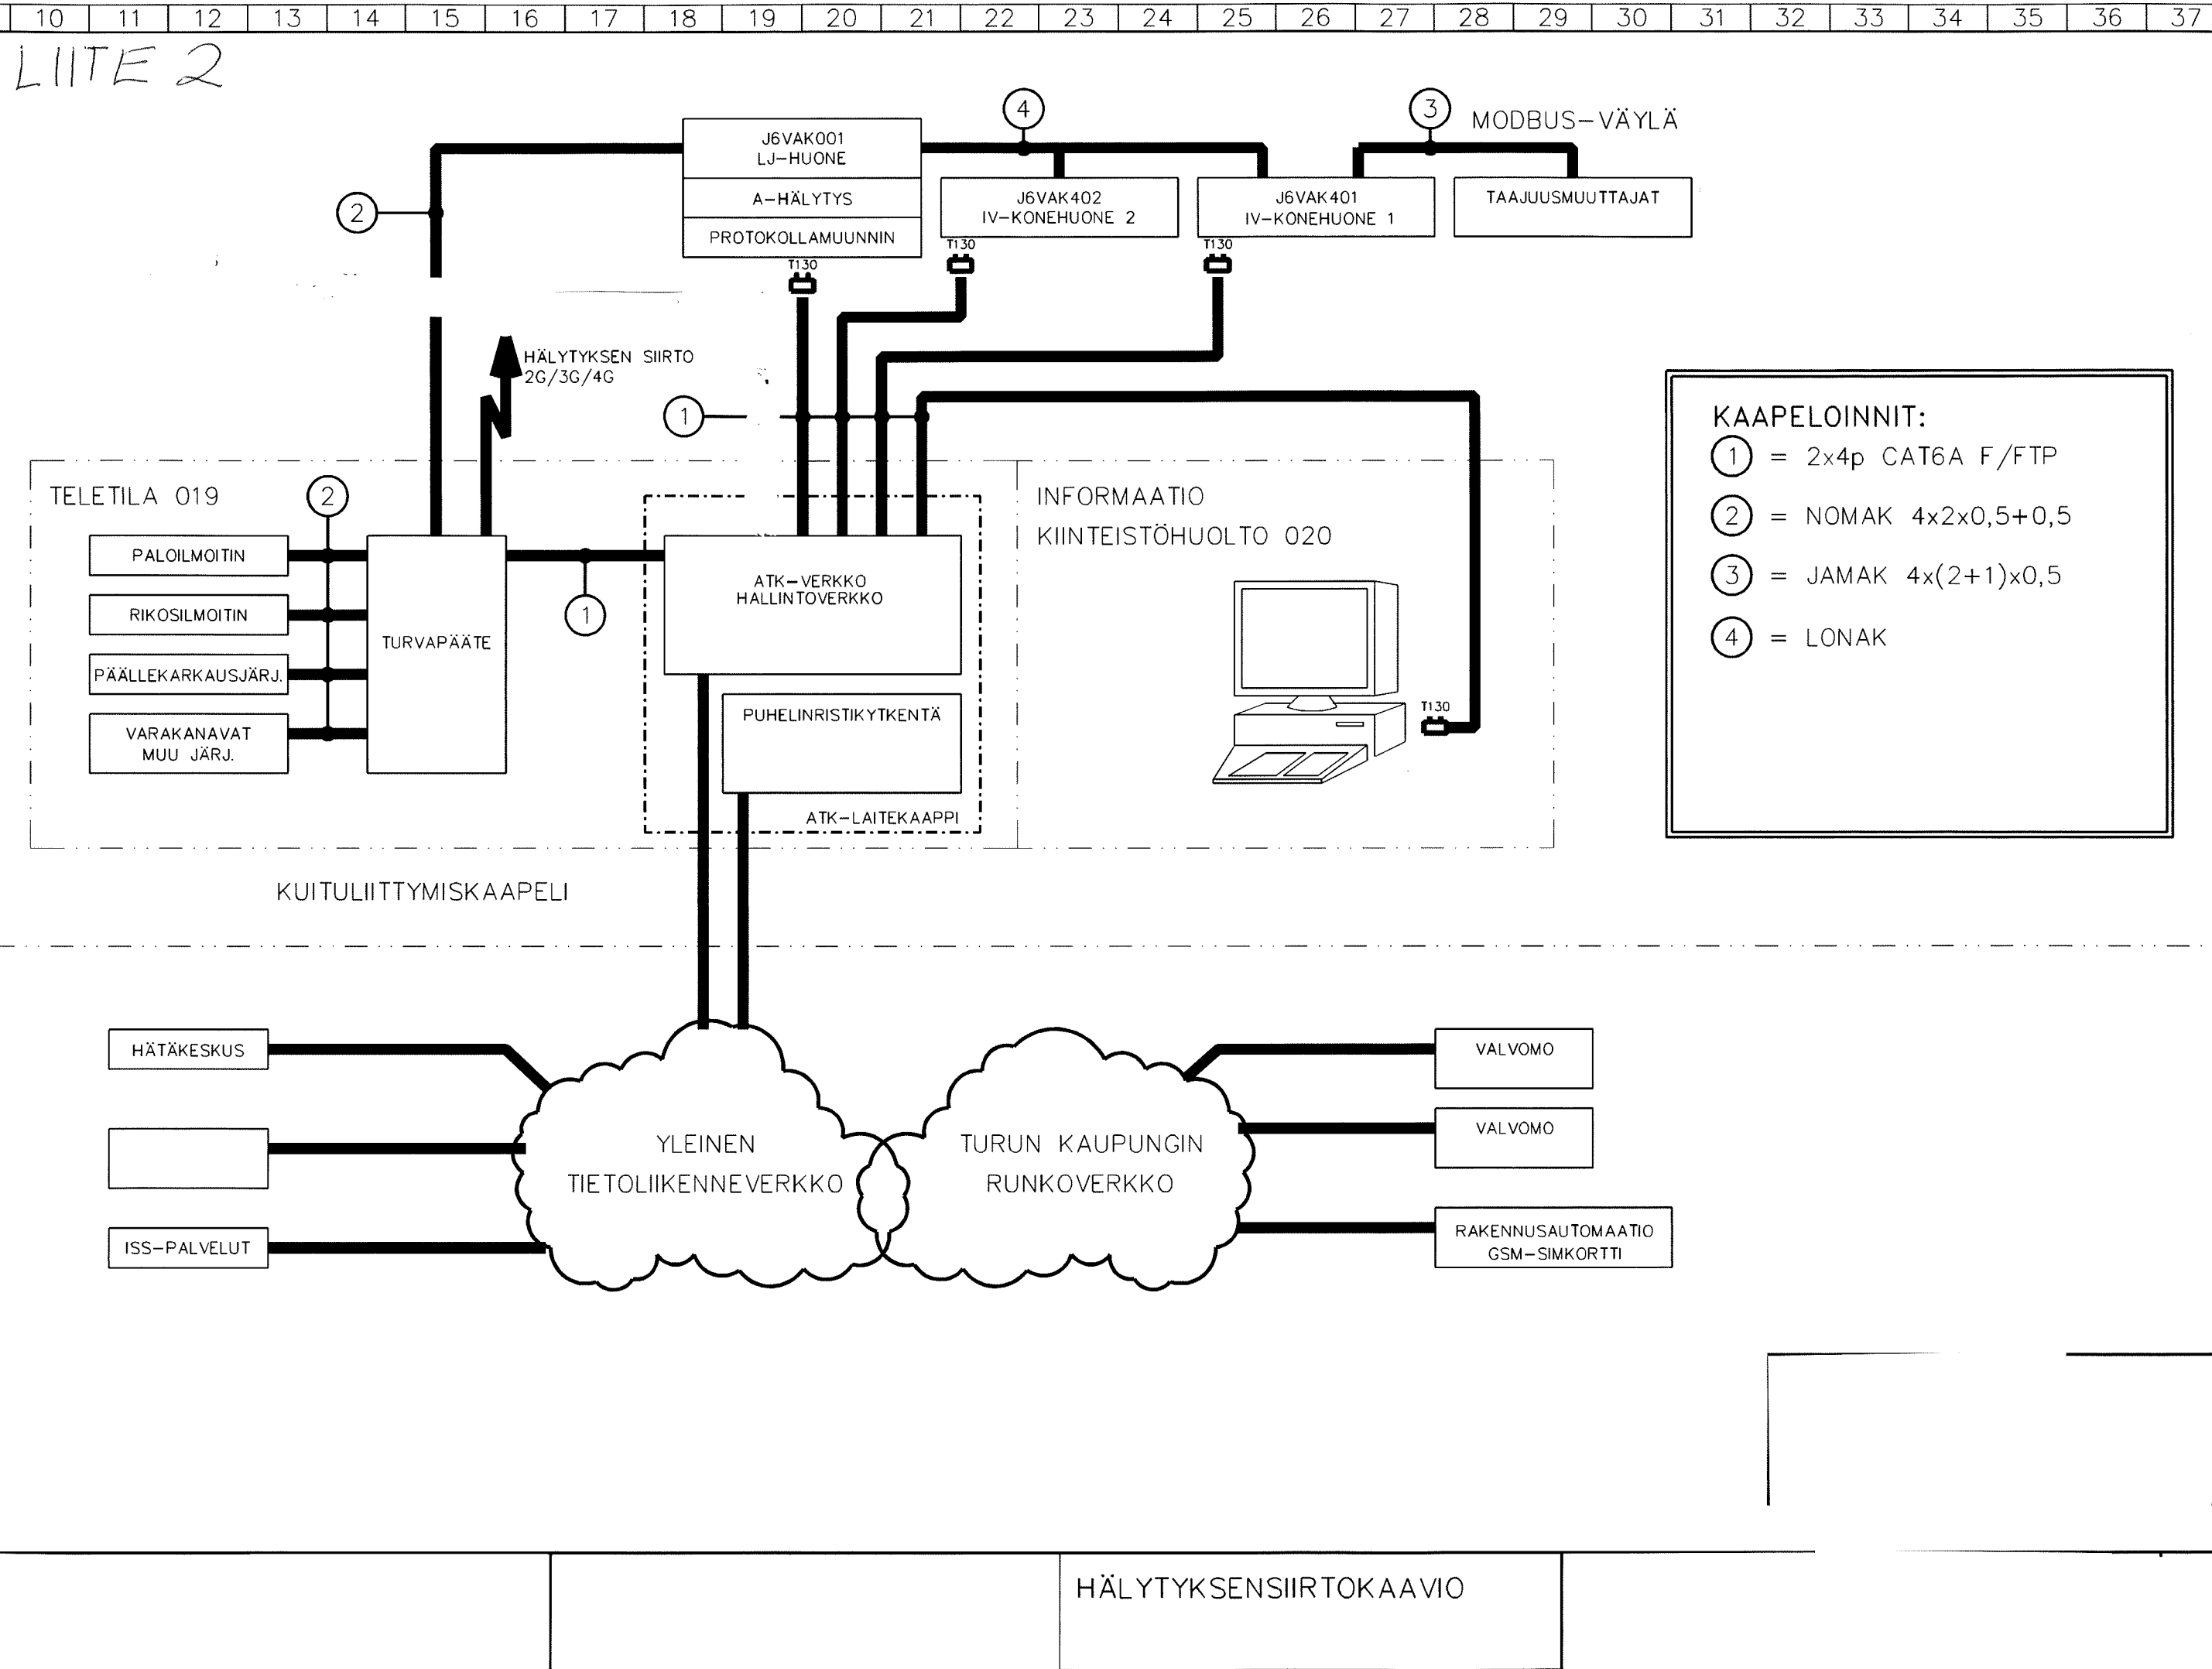 10 11 12 13 14 15 16 17 18 19 20 21 22 23 24 25 26 27 28 29 30 31 32 33 34 35 36 37
LIITE 2
4
3
MODBUS-VÄYLÄ
J6VAK001
LJ-HUONE
A-HÄLYTYS
PROTOKOLLAMUUNNIN
T130
J6VAK402
IV-KONEHUONE 2
T130
J6VAK401
IV-KONEHUONE 1
T130
TAAJUUSMUUTTAJAT
2
HÄLYTYKSEN SIIRTO
2G/3G/4G
1
KAAPELOINNIT:
1 = 2x4p CAT6A F/FTP
2 = NOMAK 4x2x0,5+0,5
3 = JAMAK 4x(2+1)x0,5
4 = LONAK
TELETILA 019
2
PALOILMOITIN
RIKOSILMOITIN
PÄÄLLEKARKAUSJÄRJ.
VARAKANAVAT
MUU JÄRJ.
TURVAPÄÄTE
1
ATK-VERKKO
HALLINTOVERKKO
PUHELINRISTIKYTKENTÄ
ATK-LAITEKAAPPI
INFORMAATIO
KIINTEISTÖHUOLTO 020
T130
KUITULIITTYMISKAAPELI
HÄTÄKESKUS
ISS-PALVELUT
YLEINEN
TIETOLIIKENNEVERKKO
TURUN KAUPUNGIN
RUNKOVERKKO
VALVOMO
VALVOMO
RAKENNUSAUTOMAATIO
GSM-SIMKORTTI
HÄLYTYKSENSIIRTOKAAVIO